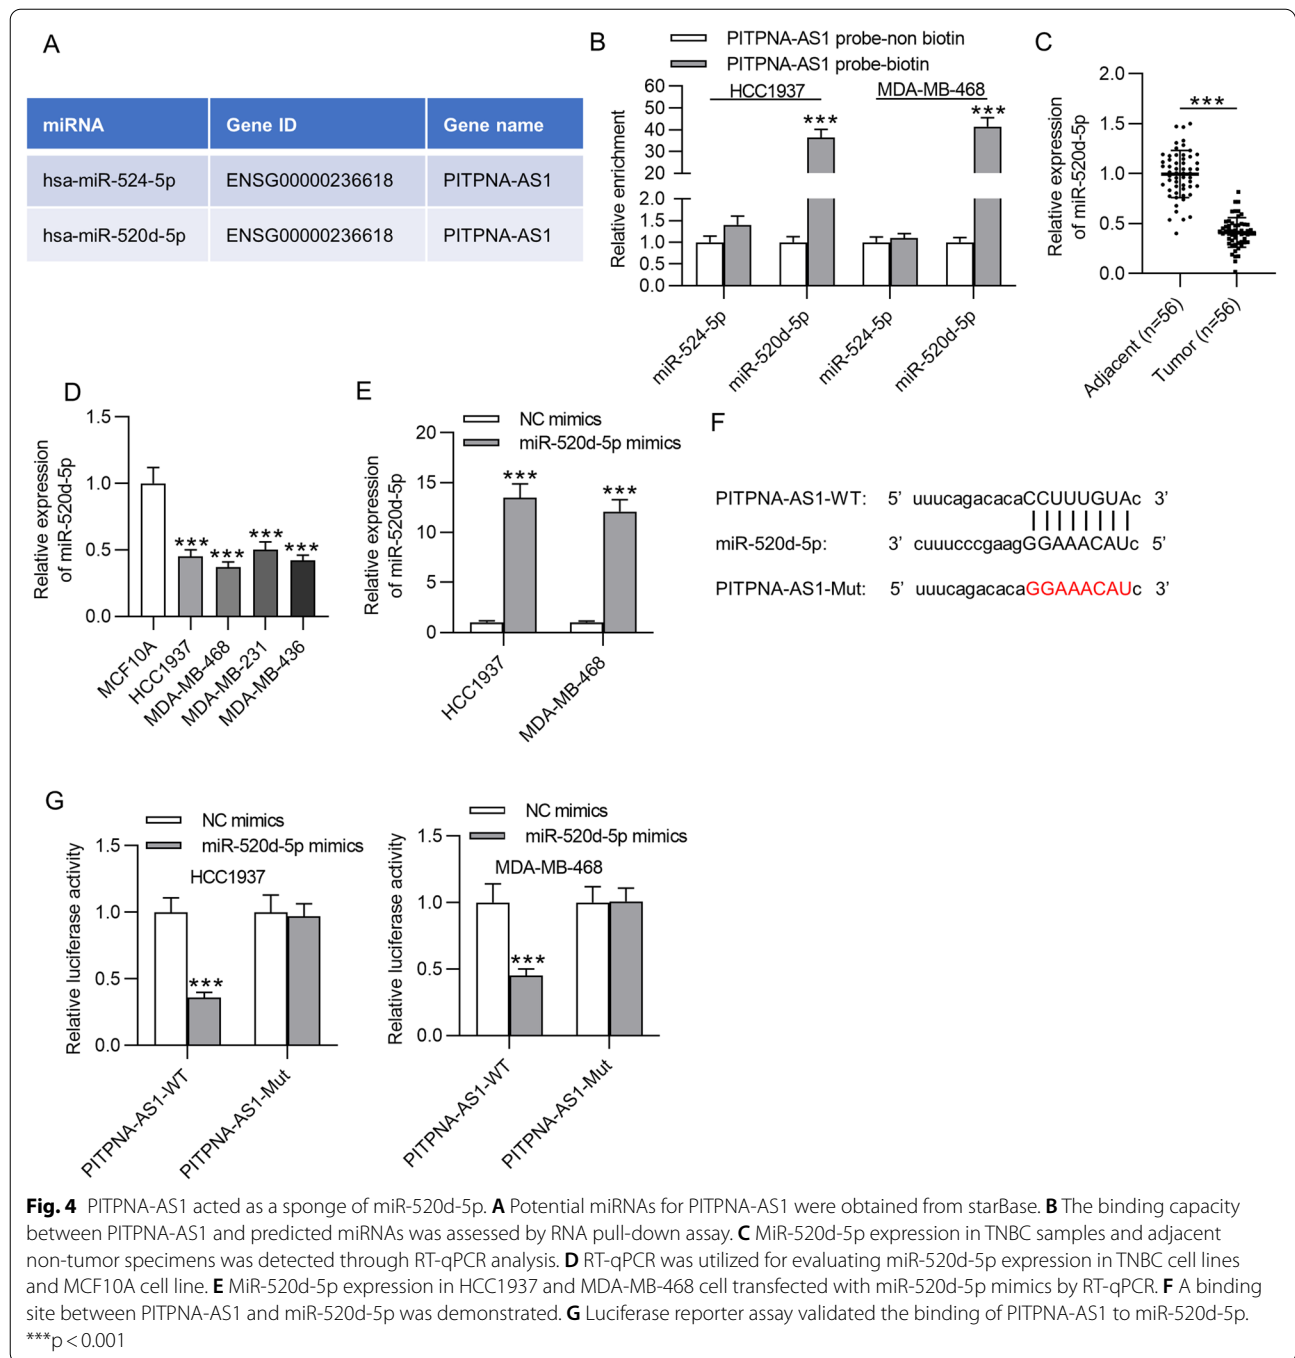 A
miRNA Gene ID Gene name
hsa-miR-524-5p ENSG00000236618 PITPNA-AS1
hsa-miR-520d-5p ENSG00000236618 PITPNA-AS1
B
PITPNA-AS1 probe-non biotin
PITPNA-AS1 probe-biotin
HCC1937 MDA-MB-468
Relative enrichment
60
50
40
30
20
2.0
1.5
1.0
0.5
0.0
*** ***
miR-524-5p miR-520d-5p miR-524-5p miR-520d-5p
C
Relative expression
of miR-520d-5p
2.0
1.5
1.0
0.5
0.0
***
Adjacent (n=56) Tumor (n=56)
D
Relative expression
of miR-520d-5p
1.5
1.0
0.5
0.0
*** *** *** ***
MCF10A HCC1937 MDA-MB-468 MDA-MB-231 MDA-MB-436
E
NC mimics
miR-520d-5p mimics
Relative expression
of miR-520d-5p
20
15
10
5
0
*** ***
HCC1937 MDA-MB-468
F
PITPNA-AS1-WT: 5’ uuucagacacaCCUUUGUAc 3’
miR-520d-5p: 3’ cuuucccgaagGGAAACAUc 5’
PITPNA-AS1-Mut: 5’ uuucagacacaGGAAACAUc 3’
G
NC mimics
miR-520d-5p mimics
HCC1937
Relative luciferase activity
1.5
1.0
0.5
0.0
***
PITPNA-AS1-WT PITPNA-AS1-Mut
NC mimics
miR-520d-5p mimics
MDA-MB-468
Relative luciferase activity
1.5
1.0
0.5
0.0
***
PITPNA-AS1-WT PITPNA-AS1-Mut
Fig. 4 PITPNA-AS1 acted as a sponge of miR-520d-5p. A Potential miRNAs for PITPNA-AS1 were obtained from starBase. B The binding capacity
between PITPNA-AS1 and predicted miRNAs was assessed by RNA pull-down assay. C MiR-520d-5p expression in TNBC samples and adjacent
non-tumor specimens was detected through RT-qPCR analysis. D RT-qPCR was utilized for evaluating miR-520d-5p expression in TNBC cell lines
and MCF10A cell line. E MiR-520d-5p expression in HCC1937 and MDA-MB-468 cell transfected with miR-520d-5p mimics by RT-qPCR. F A binding
site between PITPNA-AS1 and miR-520d-5p was demonstrated. G Luciferase reporter assay validated the binding of PITPNA-AS1 to miR-520d-5p.
***p < 0.001